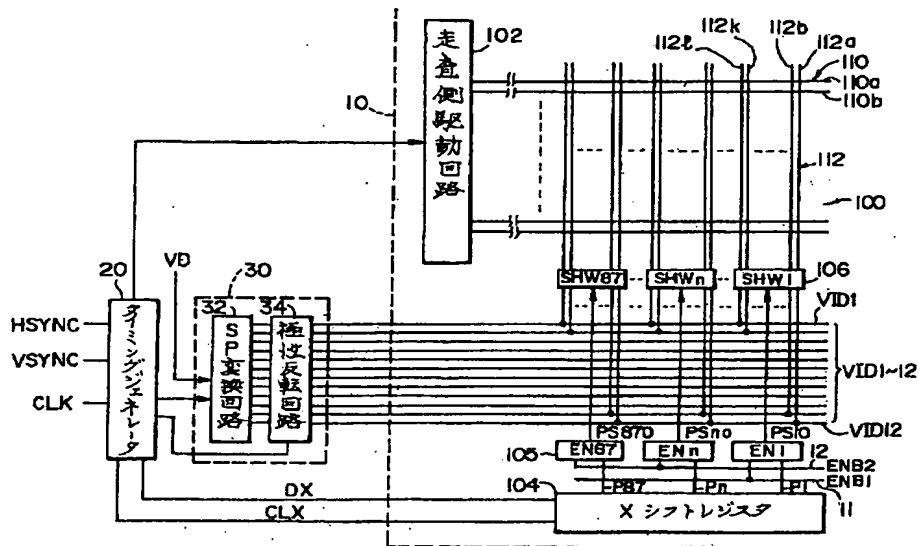 112k
112b
112a
112ℓ
102
110
110a
110b
走査側駆動回路
10
112
100
20
VD
30
SHW87
SHWn
SHW1
106
VID1
HSYNC
VSYNC
CLK
タイミングジェネレータ
32
SP変換回路
34
極性反転回路
VID1~12
VID12
PS870
PSno
PS10
105
EN87
ENn
EN1
12
ENB2
ENB1
DX
104
P87
Pn
P1
11
CLX
Xシフトレジスタ